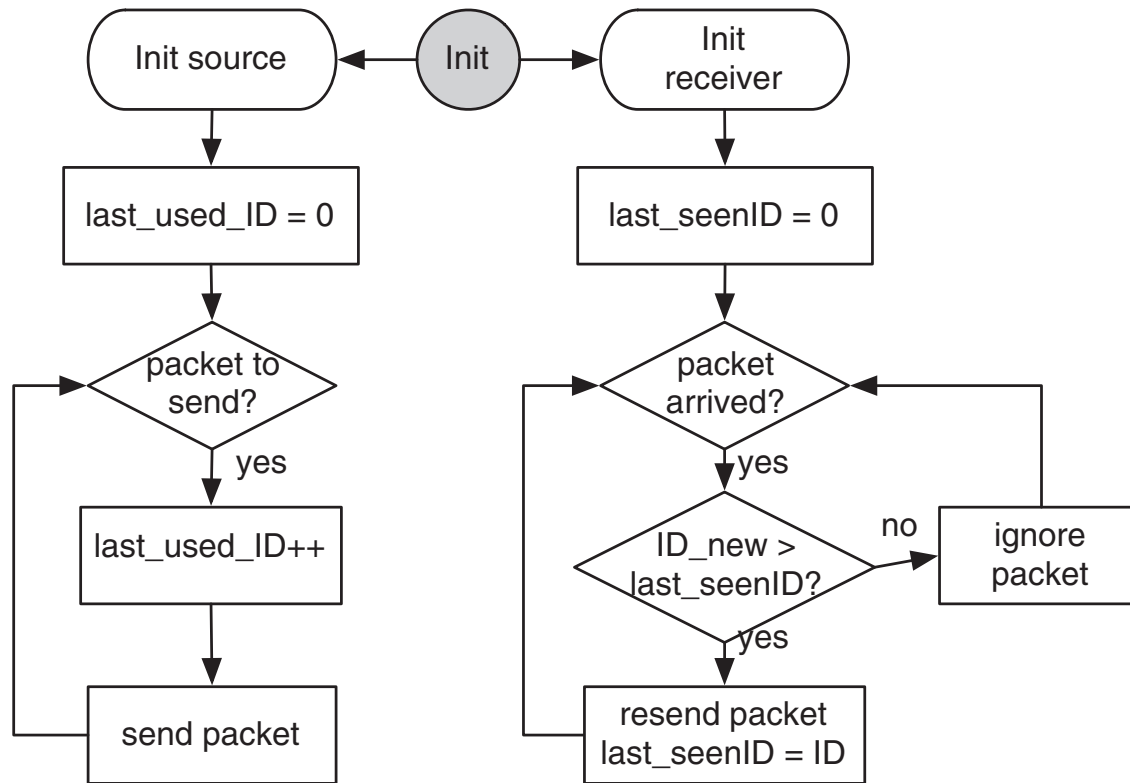 Init source
Init
Init
receiver
last_used_ID = 0
last_seenID = 0
packet to
send?
yes
last_used_ID++
send packet
packet
arrived?
yes
ID_new >
last_seenID?
no
ignore
packet
yes
resend packet
last_seenID = ID